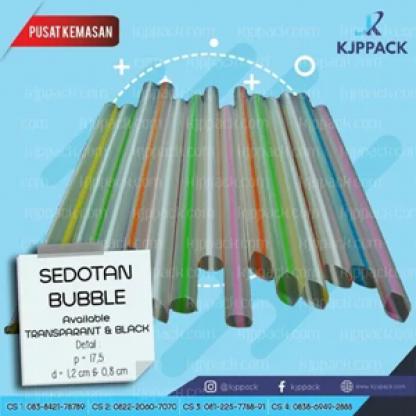 PUSAT KEMASAN
KJPPACK
SEDOTAN
BUBBLE
Available
TRANSPARANT & BLACK
Detail :
p = 17,5
d = 1,2 cm & 0,8 cm
@kjppack @kjppack kjppack.com
CS 1: 083-8421-78789 CS 2: 0822-2060-7070 CS 3: 081-225-7788-91 CS 4: 0838-6949-2888